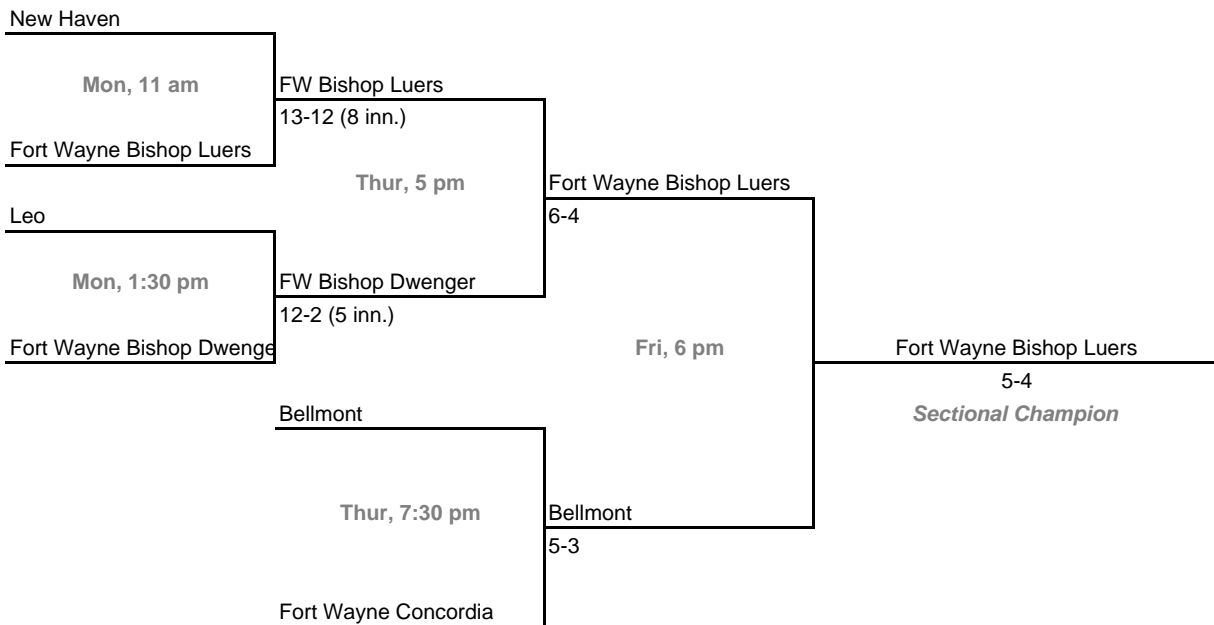 New Haven
Mon, 11 am
FW Bishop Luers
13-12 (8 inn.)
Fort Wayne Bishop Luers
Thur, 5 pm
Fort Wayne Bishop Luers
6-4
Leo
Mon, 1:30 pm
FW Bishop Dwenger
12-2 (5 inn.)
Fort Wayne Bishop Dwenge
Fri, 6 pm
Fort Wayne Bishop Luers
5-4
Sectional Champion
Bellmont
Thur, 7:30 pm
Bellmont
5-3
Fort Wayne Concordia